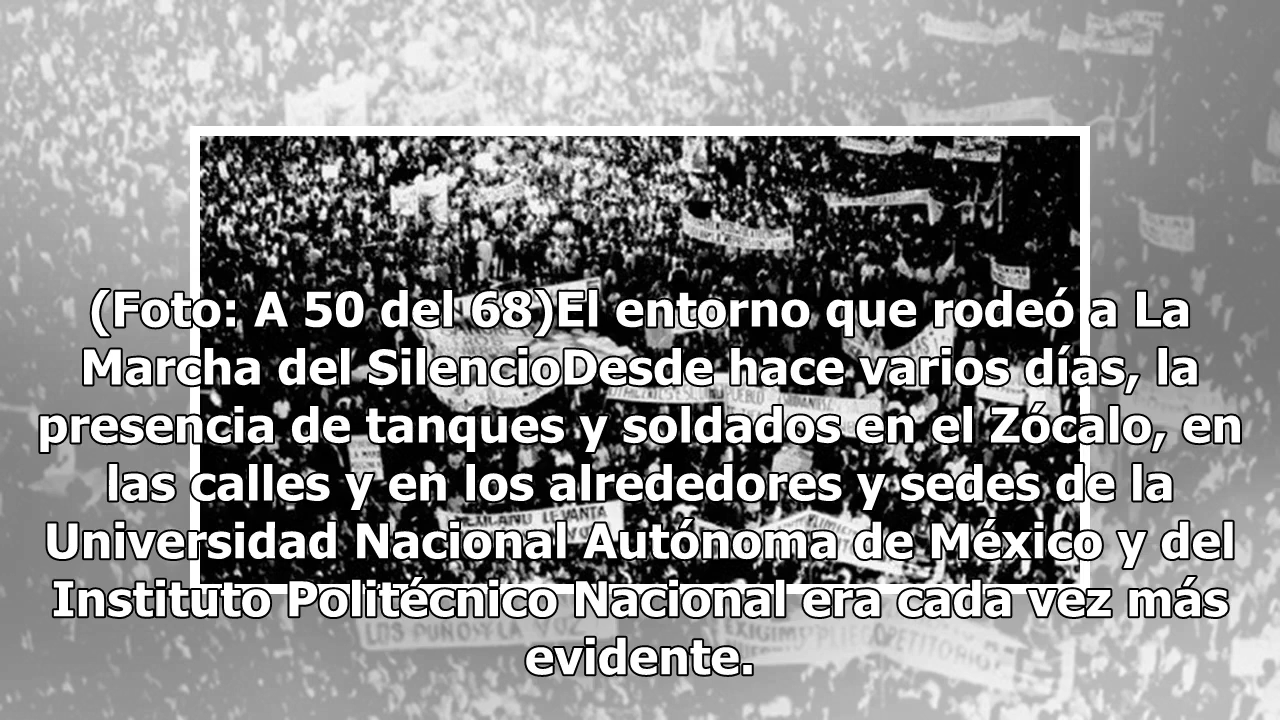 (Foto: A 50 del 68)El entorno que rodeó a La
Marcha del SilencioDesde hace varios días, la
presencia de tanques y soldados en el Zócalo, en
las calles y en los alrededores y sedes de la
Universidad Nacional Autónoma de México y del
Instituto Politécnico Nacional era cada vez más
evidente.